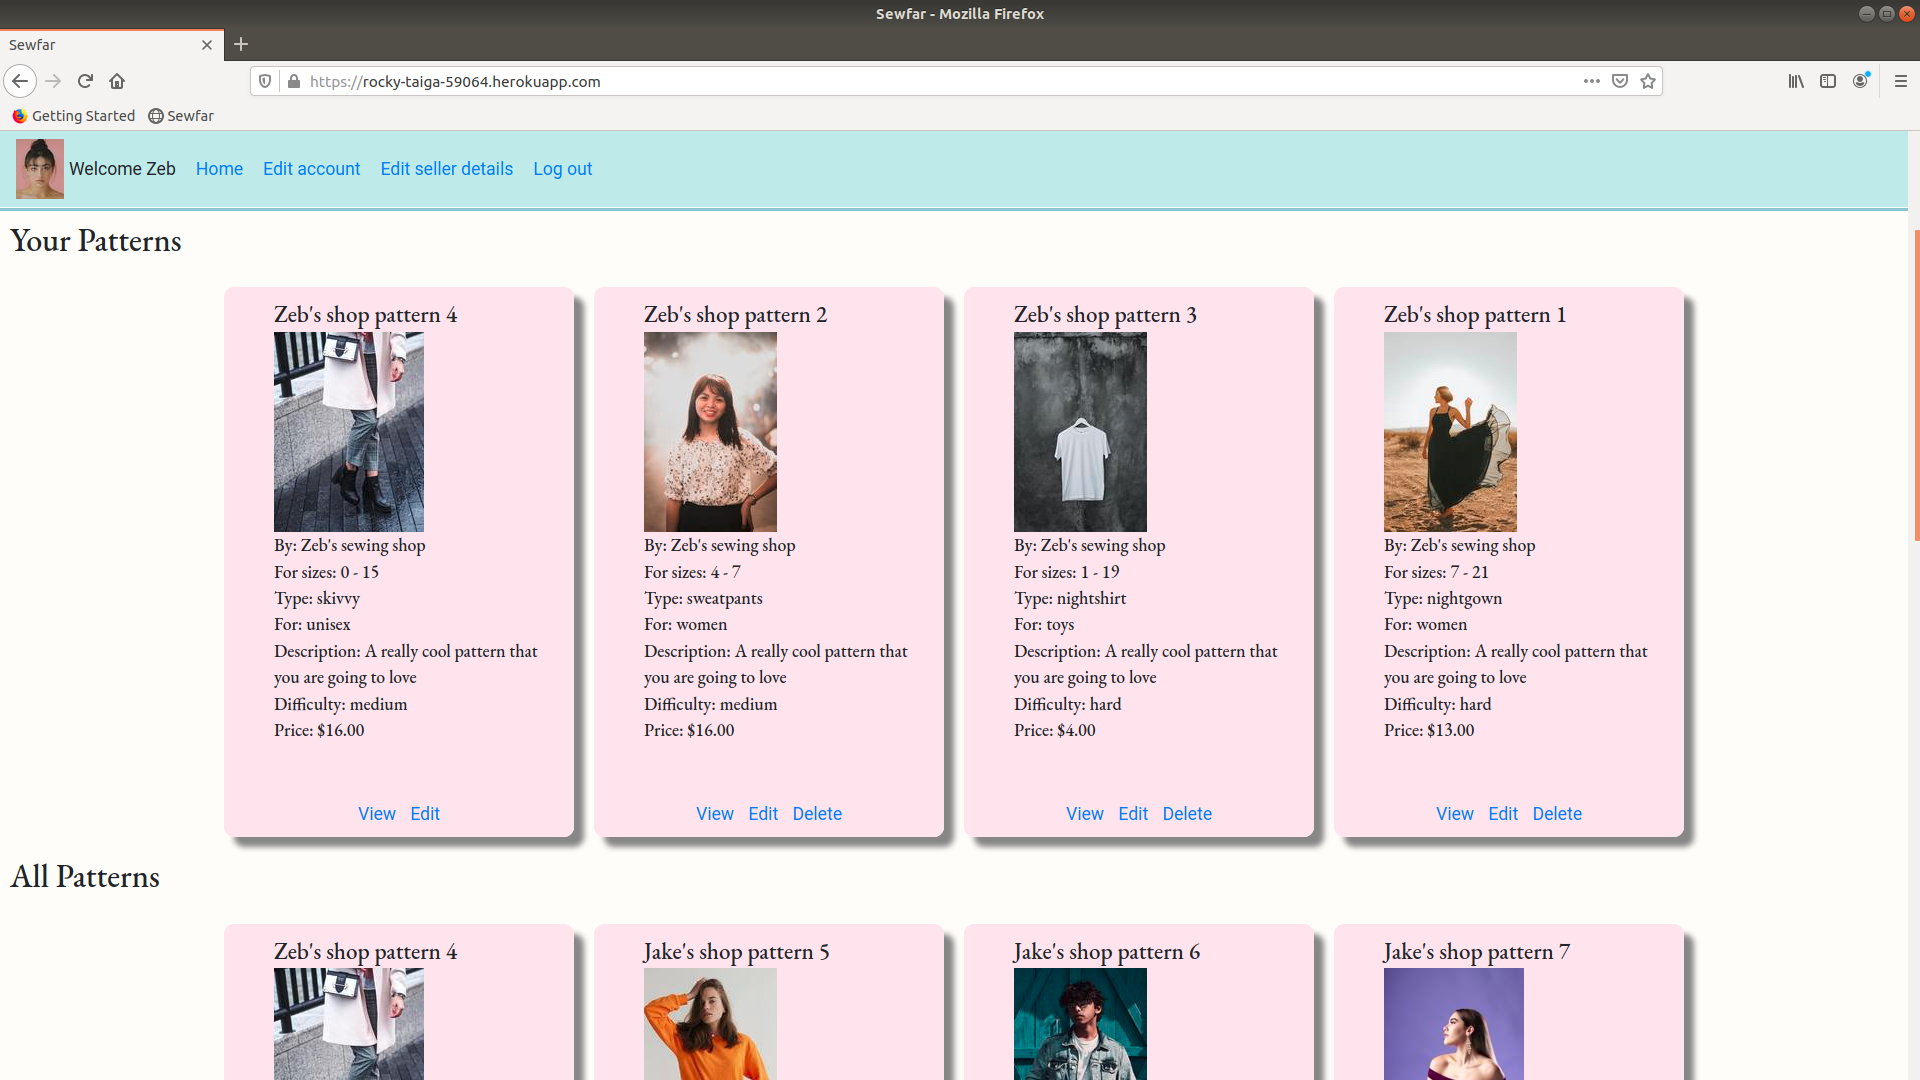 Sewfar - Mozilla Firefox
Sewfar
https://rocky-taiga-59064.herokuapp.com
Getting Started Sewfar
Welcome Zeb Home Edit account Edit seller details Log out
Your Patterns
Zeb's shop pattern 4
By: Zeb's sewing shop
For sizes: 0 - 15
Type: skivvy
For: unisex
Description: A really cool pattern that
you are going to love
Difficulty: medium
Price: $16.00
View Edit
Zeb's shop pattern 2
By: Zeb's sewing shop
For sizes: 4 - 7
Type: sweatpants
For: women
Description: A really cool pattern that
you are going to love
Difficulty: medium
Price: $16.00
View Edit Delete
Zeb's shop pattern 3
By: Zeb's sewing shop
For sizes: 1 - 19
Type: nightshirt
For: toys
Description: A really cool pattern that
you are going to love
Difficulty: hard
Price: $4.00
View Edit Delete
Zeb's shop pattern 1
By: Zeb's sewing shop
For sizes: 7 - 21
Type: nightgown
For: women
Description: A really cool pattern that
you are going to love
Difficulty: hard
Price: $13.00
View Edit Delete
All Patterns
Zeb's shop pattern 4
Jake's shop pattern 5
Jake's shop pattern 6
Jake's shop pattern 7